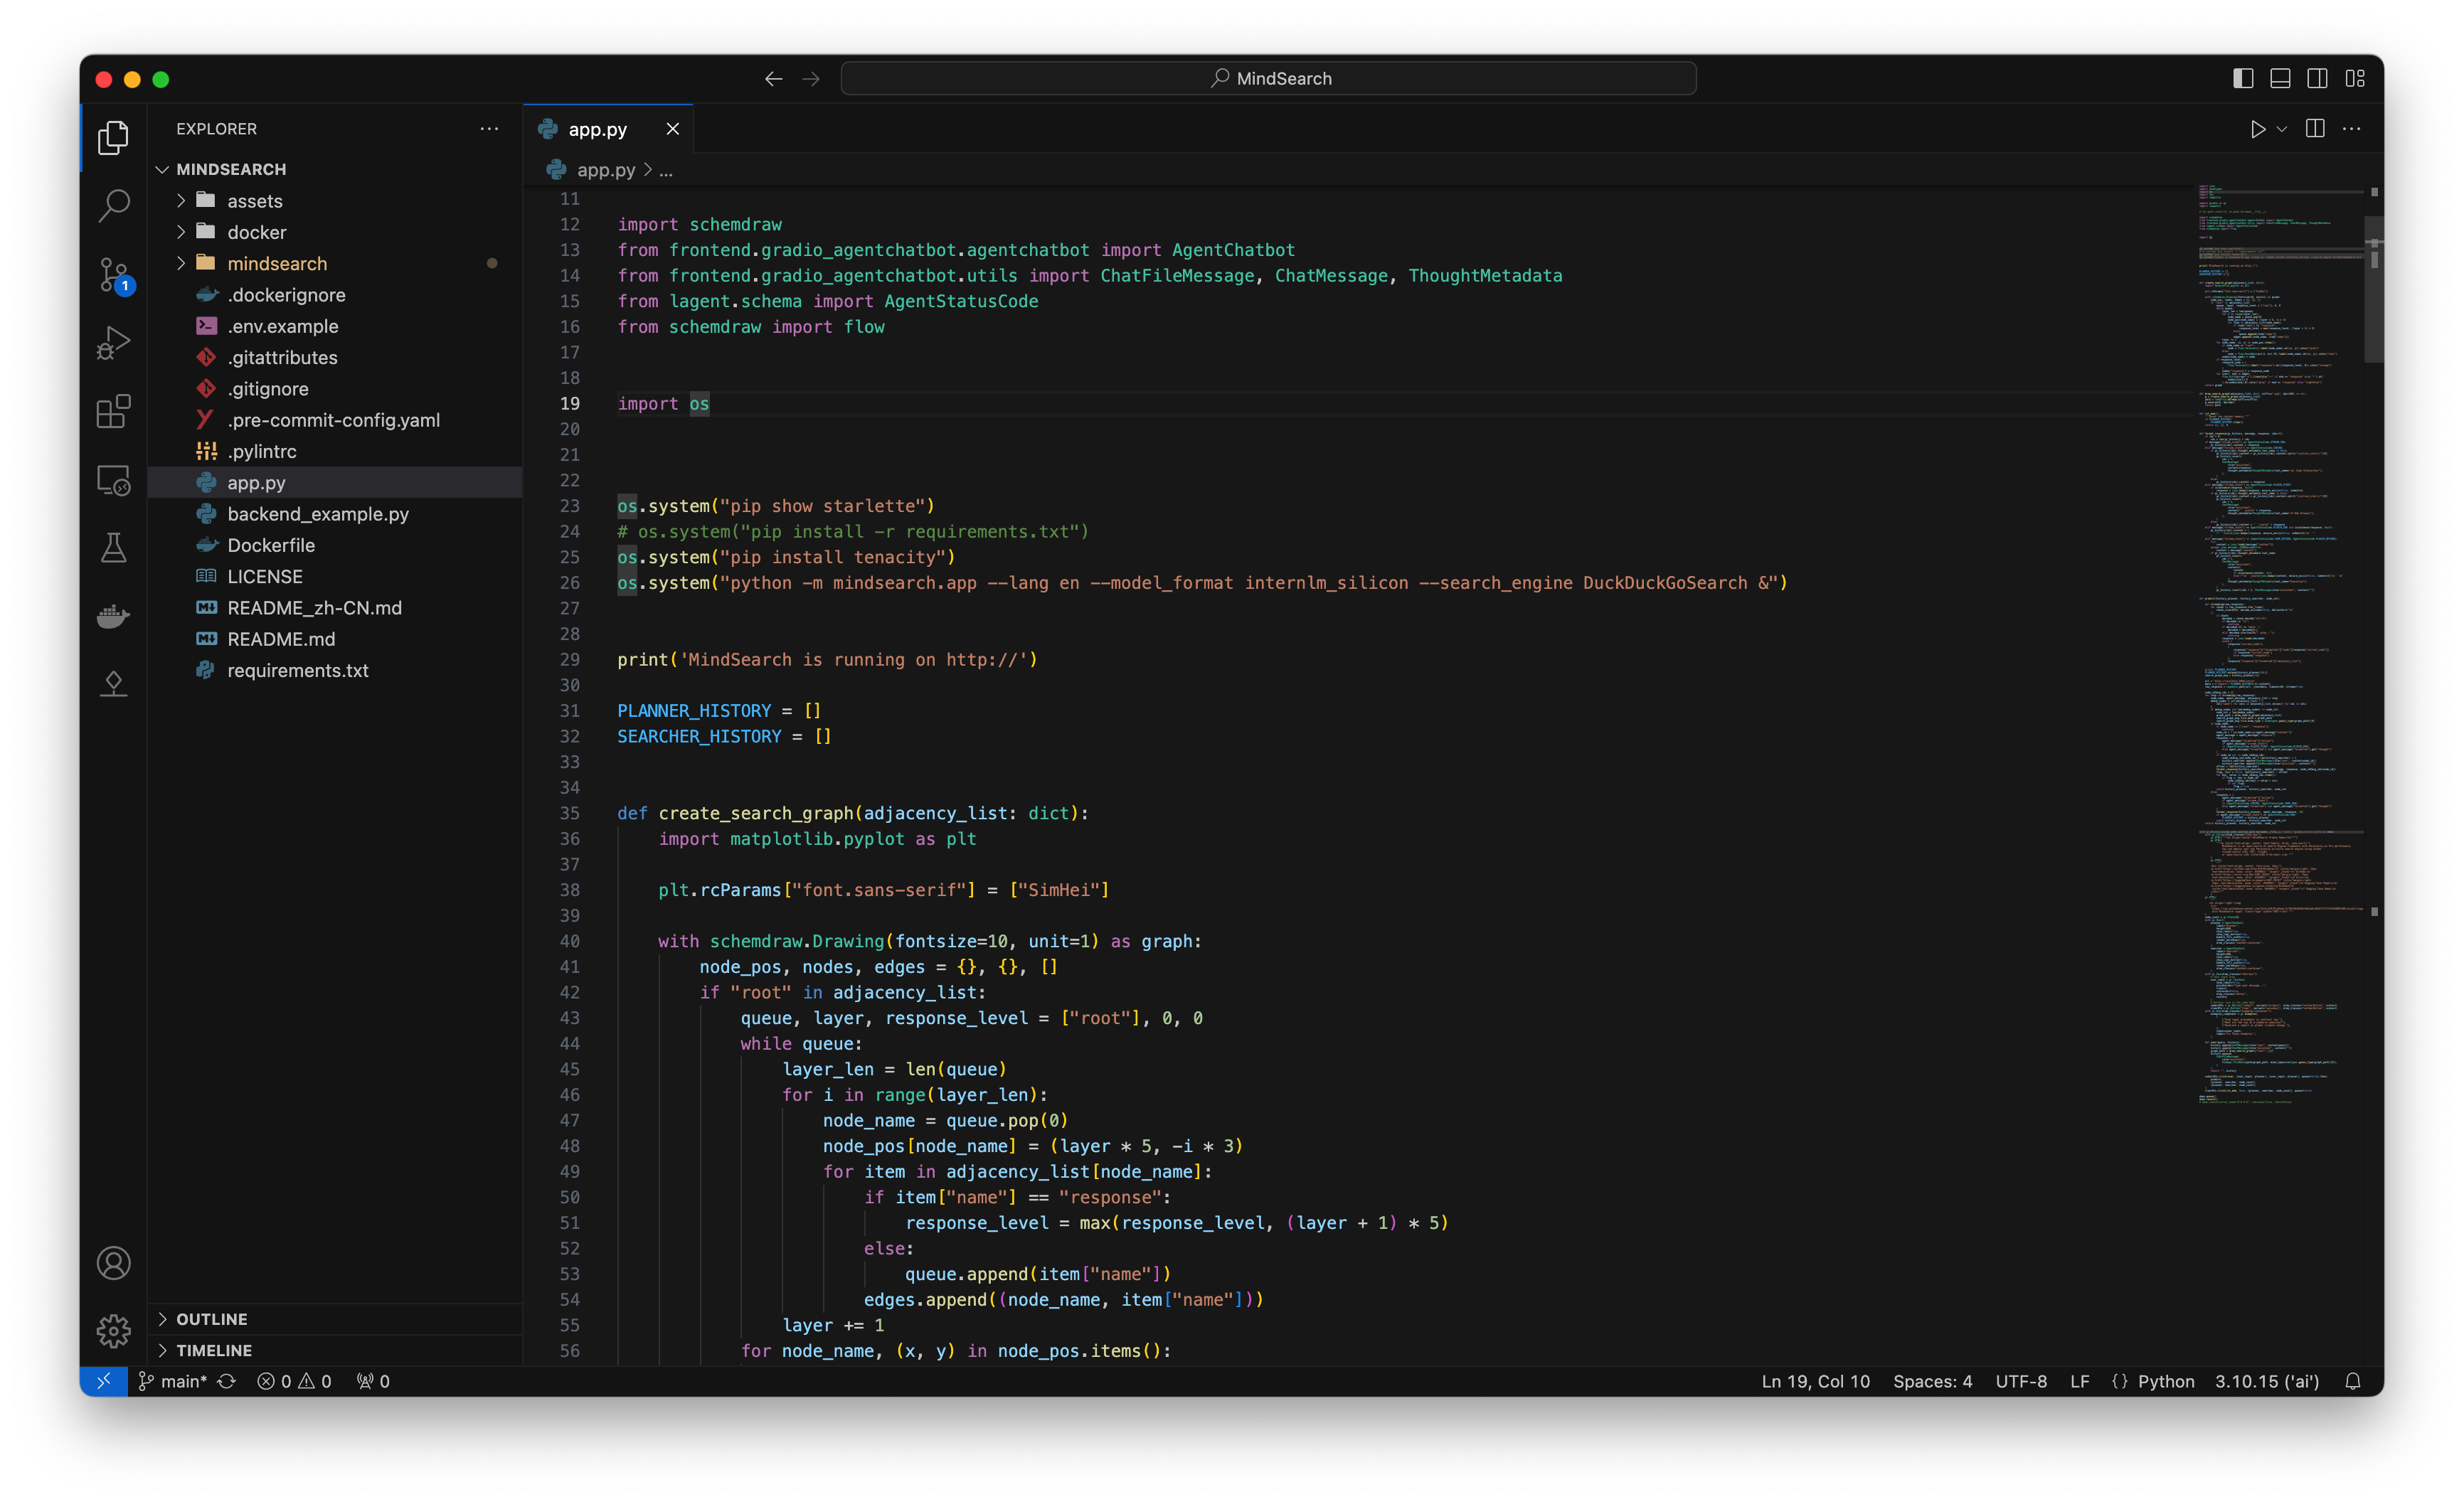 MindSearch
EXPLORER
MINDSEARCH
assets
docker
mindsearch
.dockerignore
.env.example
.gitattributes
.gitignore
.pre-commit-config.yaml
.pylintrc
app.py
backend_example.py
Dockerfile
LICENSE
README_zh-CN.md
README.md
requirements.txt
OUTLINE
TIMELINE
1
app.py
app.py > ...
11
12 import schemdraw
13 from frontend.gradio_agentchatbot.agentchatbot import AgentChatbot
14 from frontend.gradio_agentchatbot.utils import ChatFileMessage, ChatMessage, ThoughtMetadata
15 from lagent.schema import AgentStatusCode
16 from schemdraw import flow
17
18
19 import os
20
21
22
23 os.system("pip show starlette")
24 # os.system("pip install -r requirements.txt")
25 os.system("pip install tenacity")
26 os.system("python -m mindsearch.app --lang en --model_format internlm_silicon --search_engine DuckDuckGoSearch &")
27
28
29 print('MindSearch is running on http://')
30
31 PLANNER_HISTORY = []
32 SEARCHER_HISTORY = []
33
34
35 def create_search_graph(adjacency_list: dict):
36     import matplotlib.pyplot as plt
37
38     plt.rcParams["font.sans-serif"] = ["SimHei"]
39
40     with schemdraw.Drawing(fontsize=10, unit=1) as graph:
41         node_pos, nodes, edges = {}, {}, []
42         if "root" in adjacency_list:
43             queue, layer, response_level = ["root"], 0, 0
44             while queue:
45                 layer_len = len(queue)
46                 for i in range(layer_len):
47                     node_name = queue.pop(0)
48                     node_pos[node_name] = (layer * 5, -i * 3)
49                     for item in adjacency_list[node_name]:
50                         if item["name"] == "response":
51                             response_level = max(response_level, (layer + 1) * 5)
52                         else:
53                             queue.append(item["name"])
54                         edges.append((node_name, item["name"]))
55                 layer += 1
56             for node_name, (x, y) in node_pos.items():
main* 0 0 0 Ln 19, Col 10 Spaces: 4 UTF-8 LF {} Python 3.10.15 ('ai')